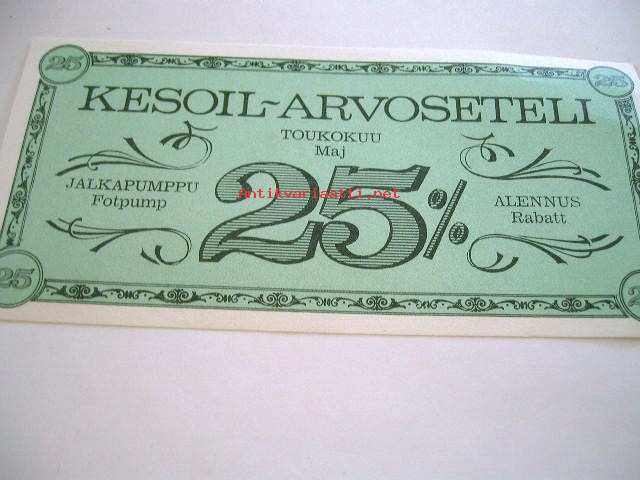 25 25
KESOIL-ARVOSETELI
TOUKOKUU
Maj
JALKAPUMPPU
Fotpump
25%
ALENNUS
Rabatt
antikvariaatti.net
25